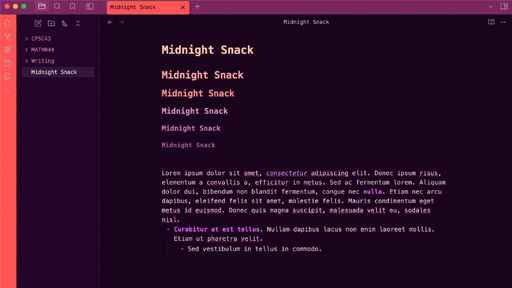 Midnight Snack
Midnight Snack
CPSC43
MATH044
Writing
Midnight Snack
Midnight Snack
Midnight Snack
Midnight Snack
Midnight Snack
Midnight Snack
Midnight Snack
Lorem ipsum dolor sit amet, consectetur adipiscing elit. Donec ipsum risus,
elementum a convallis a, efficitur in metus. Sed ac fermentum lorem. Aliquam
dolor dui, bibendum non blandit fermentum, congue nec nulla. Etiam nec arcu
dapibus, eleifend felis sit amet, molestie felis. Mauris condimentum eget
metus id euismod. Donec quis magna suscipit, malesuada velit eu, sodales
nisl.
Curabitur at est tellus. Nullam dapibus lacus non enim laoreet mollis.
Etiam ut pharetra velit.
Sed vestibulum in tellus in commodo.